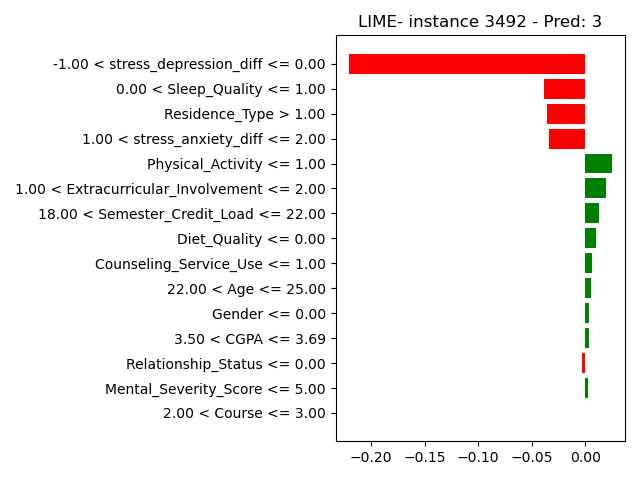 LIME- instance 3492 - Pred: 3
-1.00 < stress_depression_diff <= 0.00
0.00 < Sleep_Quality <= 1.00
Residence_Type > 1.00
1.00 < stress_anxiety_diff <= 2.00
Physical_Activity <= 1.00
1.00 < Extracurricular_Involvement <= 2.00
18.00 < Semester_Credit_Load <= 22.00
Diet_Quality <= 0.00
Counseling_Service_Use <= 1.00
22.00 < Age <= 25.00
Gender <= 0.00
3.50 < CGPA <= 3.69
Relationship_Status <= 0.00
Mental_Severity_Score <= 5.00
2.00 < Course <= 3.00
−0.20 −0.15 −0.10 −0.05 0.00